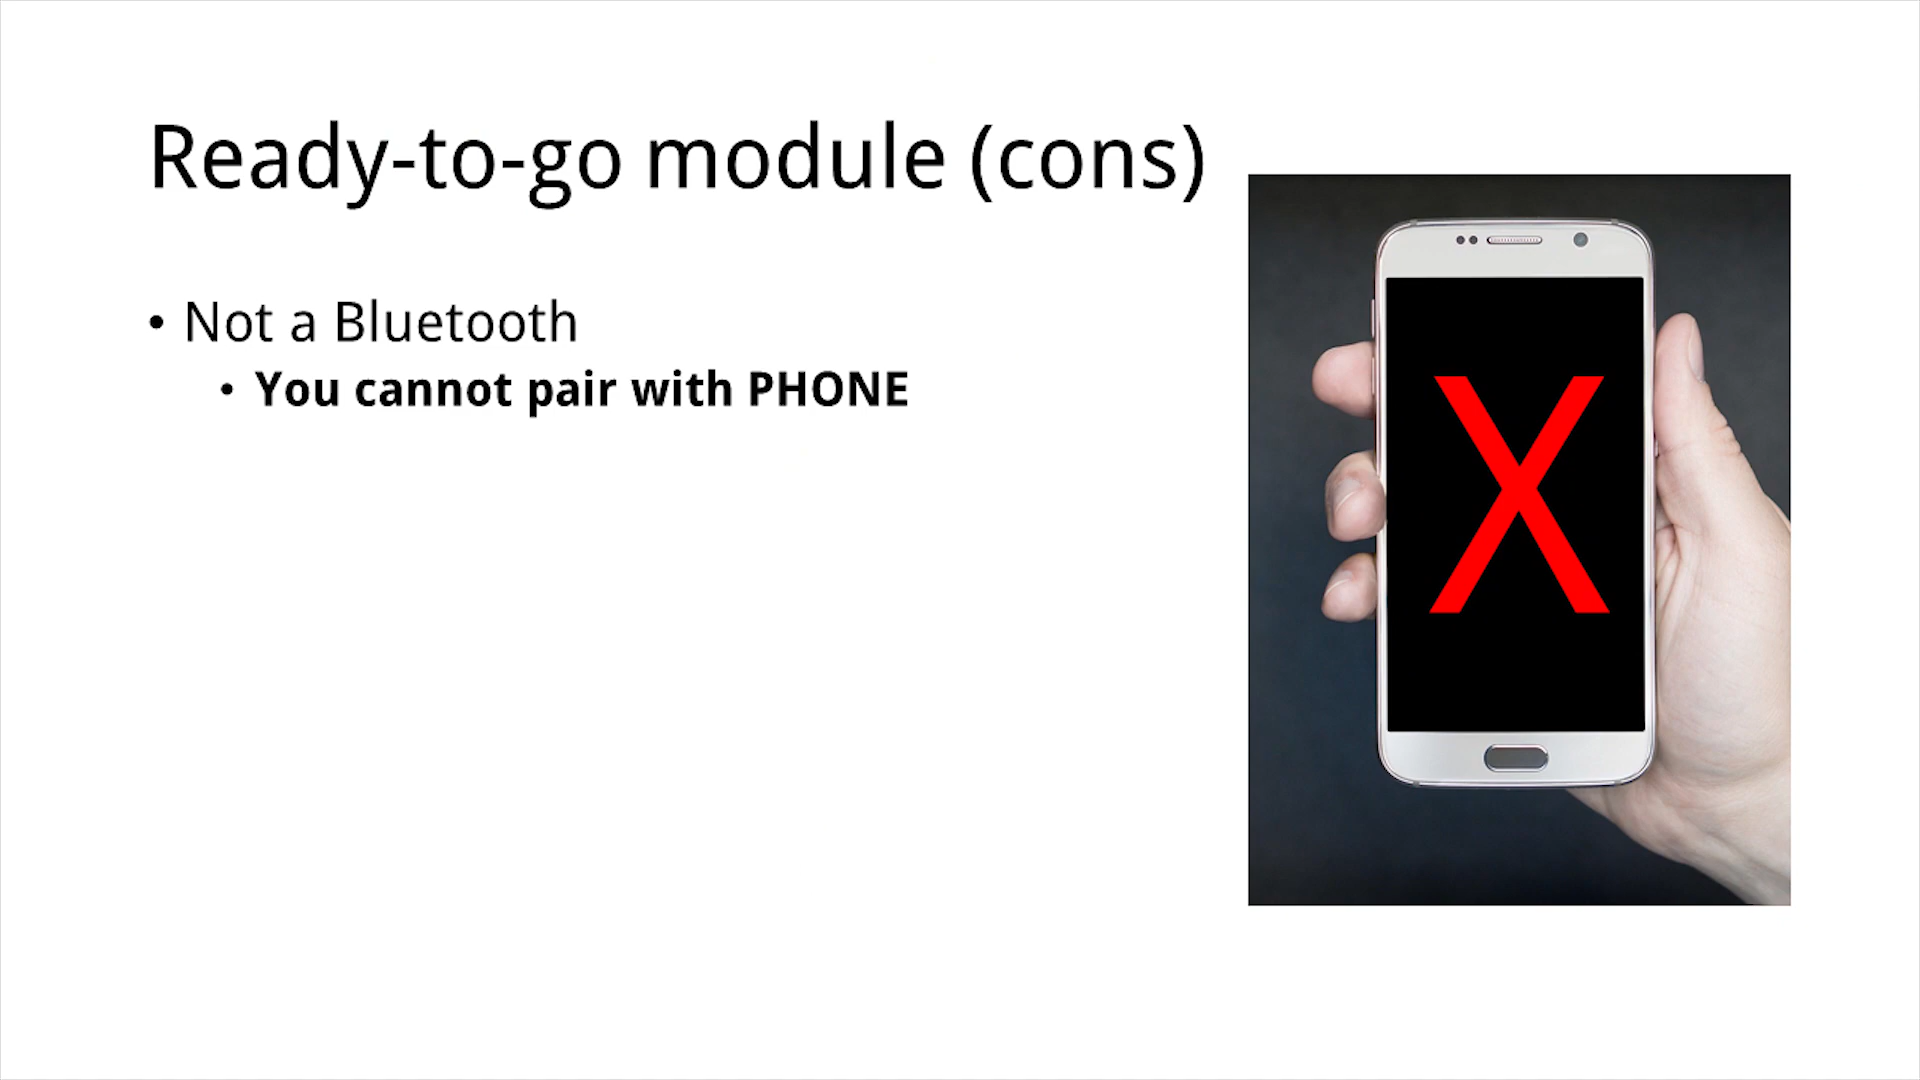 Ready-to-go module (cons)
• Not a Bluetooth
• You cannot pair with PHONE
X